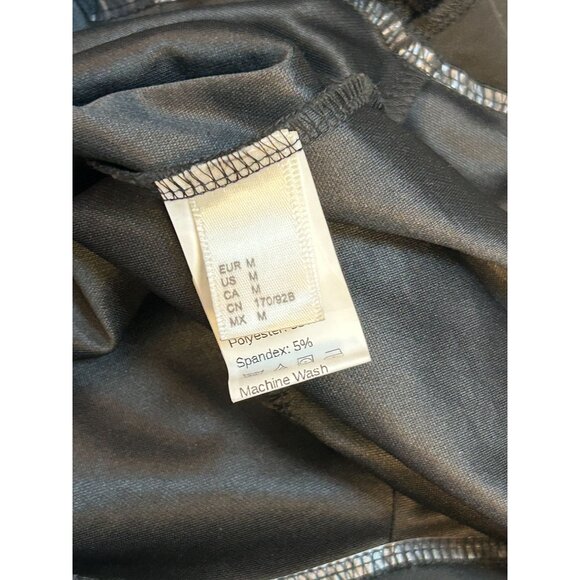 EUR M
US M
CA M
CN 170/92B
MX M
Polyester:
Spandex: 5%
Machine Wash